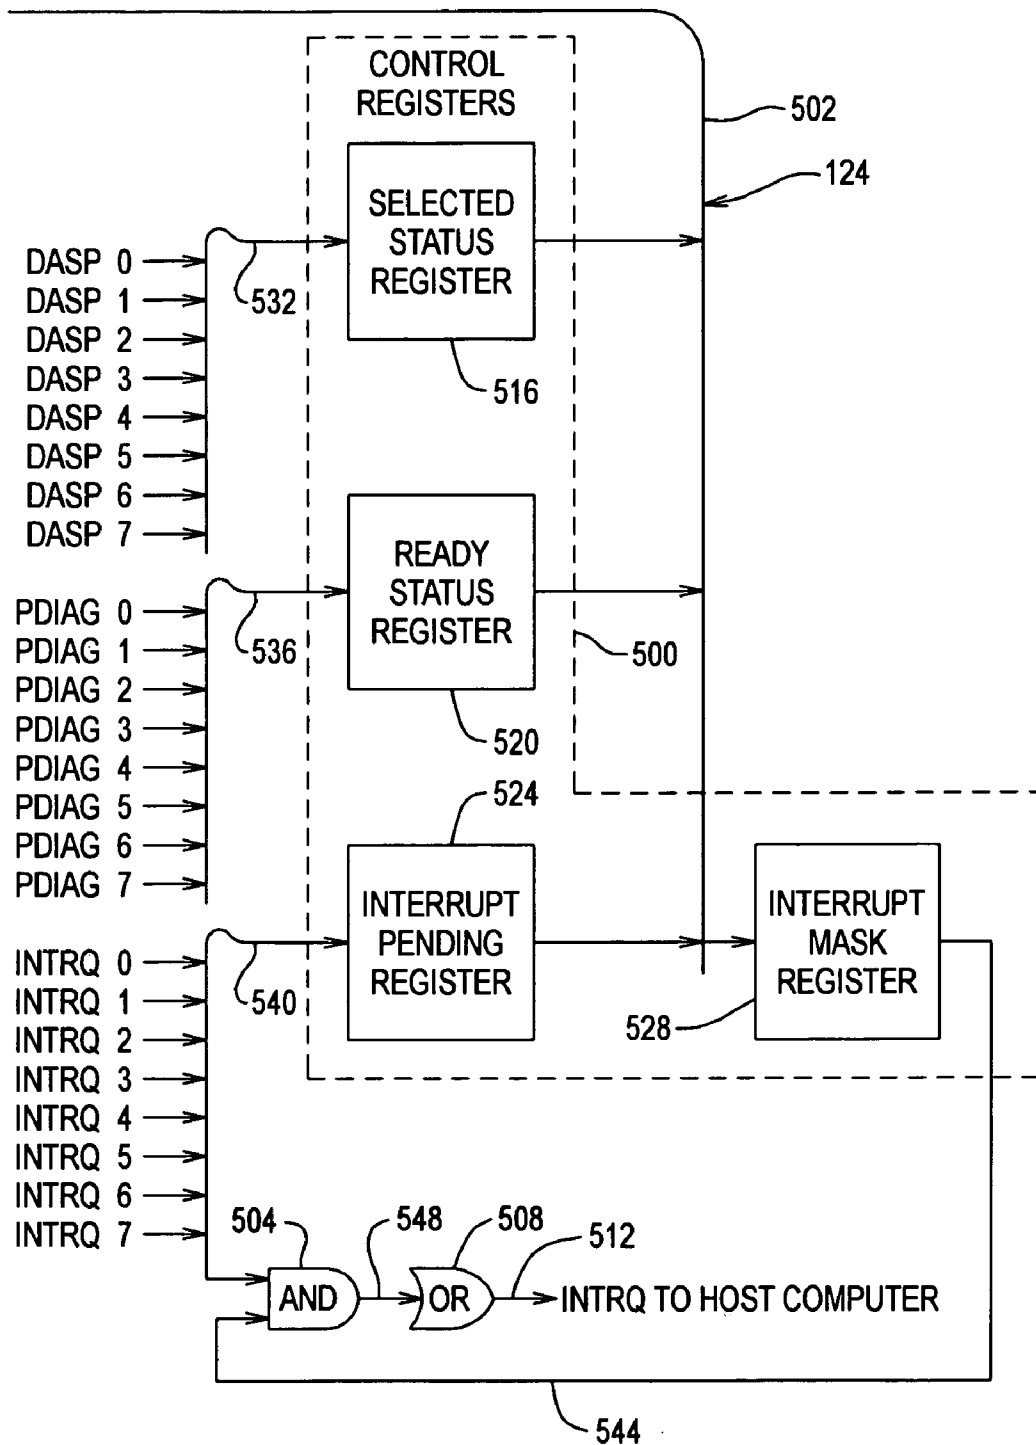 CONTROL
REGISTERS
502
124
SELECTED
STATUS
REGISTER
532
516
DASP 0
DASP 1
DASP 2
DASP 3
DASP 4
DASP 5
DASP 6
DASP 7
READY
STATUS
REGISTER
536
500
520
PDIAG 0
PDIAG 1
PDIAG 2
PDIAG 3
PDIAG 4
PDIAG 5
PDIAG 6
PDIAG 7
524
INTERRUPT
PENDING
REGISTER
INTERRUPT
MASK
REGISTER
540
528
INTRQ 0
INTRQ 1
INTRQ 2
INTRQ 3
INTRQ 4
INTRQ 5
INTRQ 6
INTRQ 7
504
548
508
512
AND
OR
INTRQ TO HOST COMPUTER
544